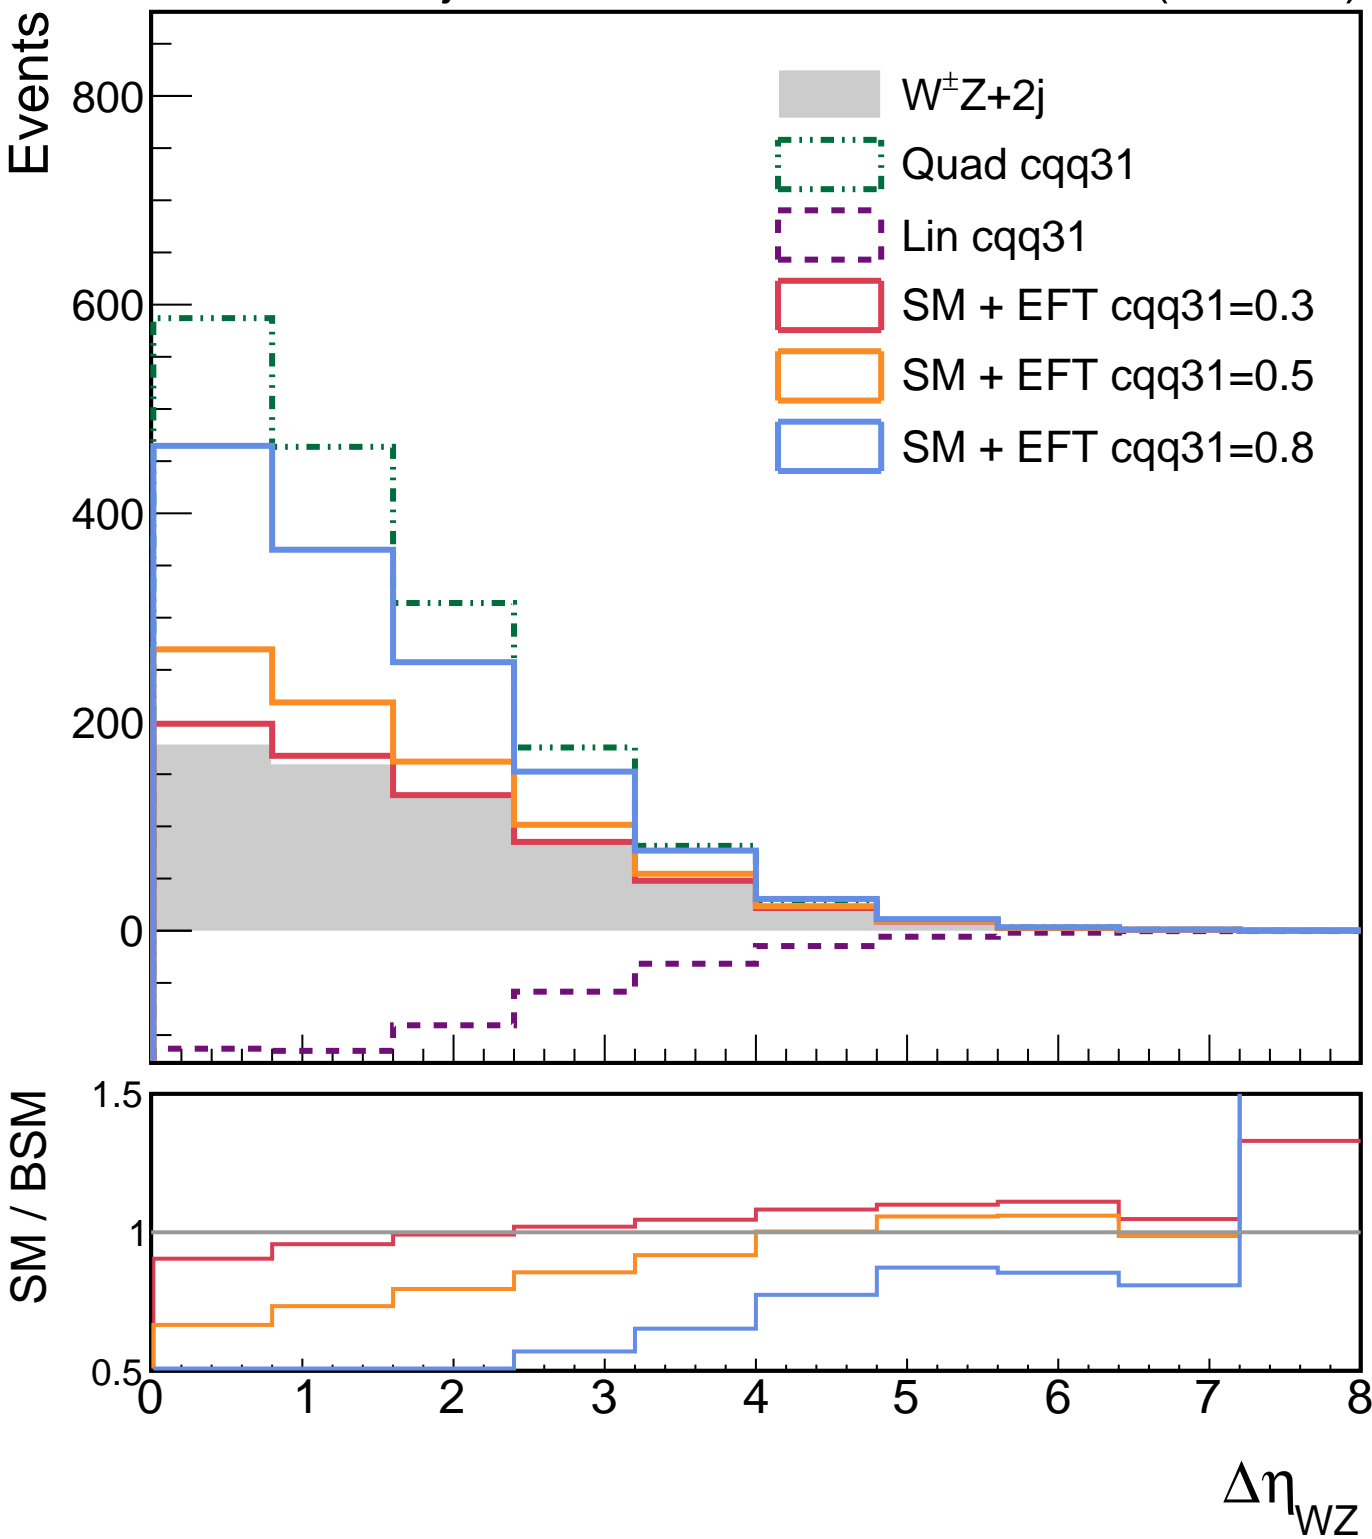 Events
800
600
400
200
0
W±Z+2j
Quad cqq31
Lin cqq31
SM + EFT cqq31=0.3
SM + EFT cqq31=0.5
SM + EFT cqq31=0.8
SM / BSM
1.5
1
0.5
0 1 2 3 4 5 6 7 8
Δη_WZ